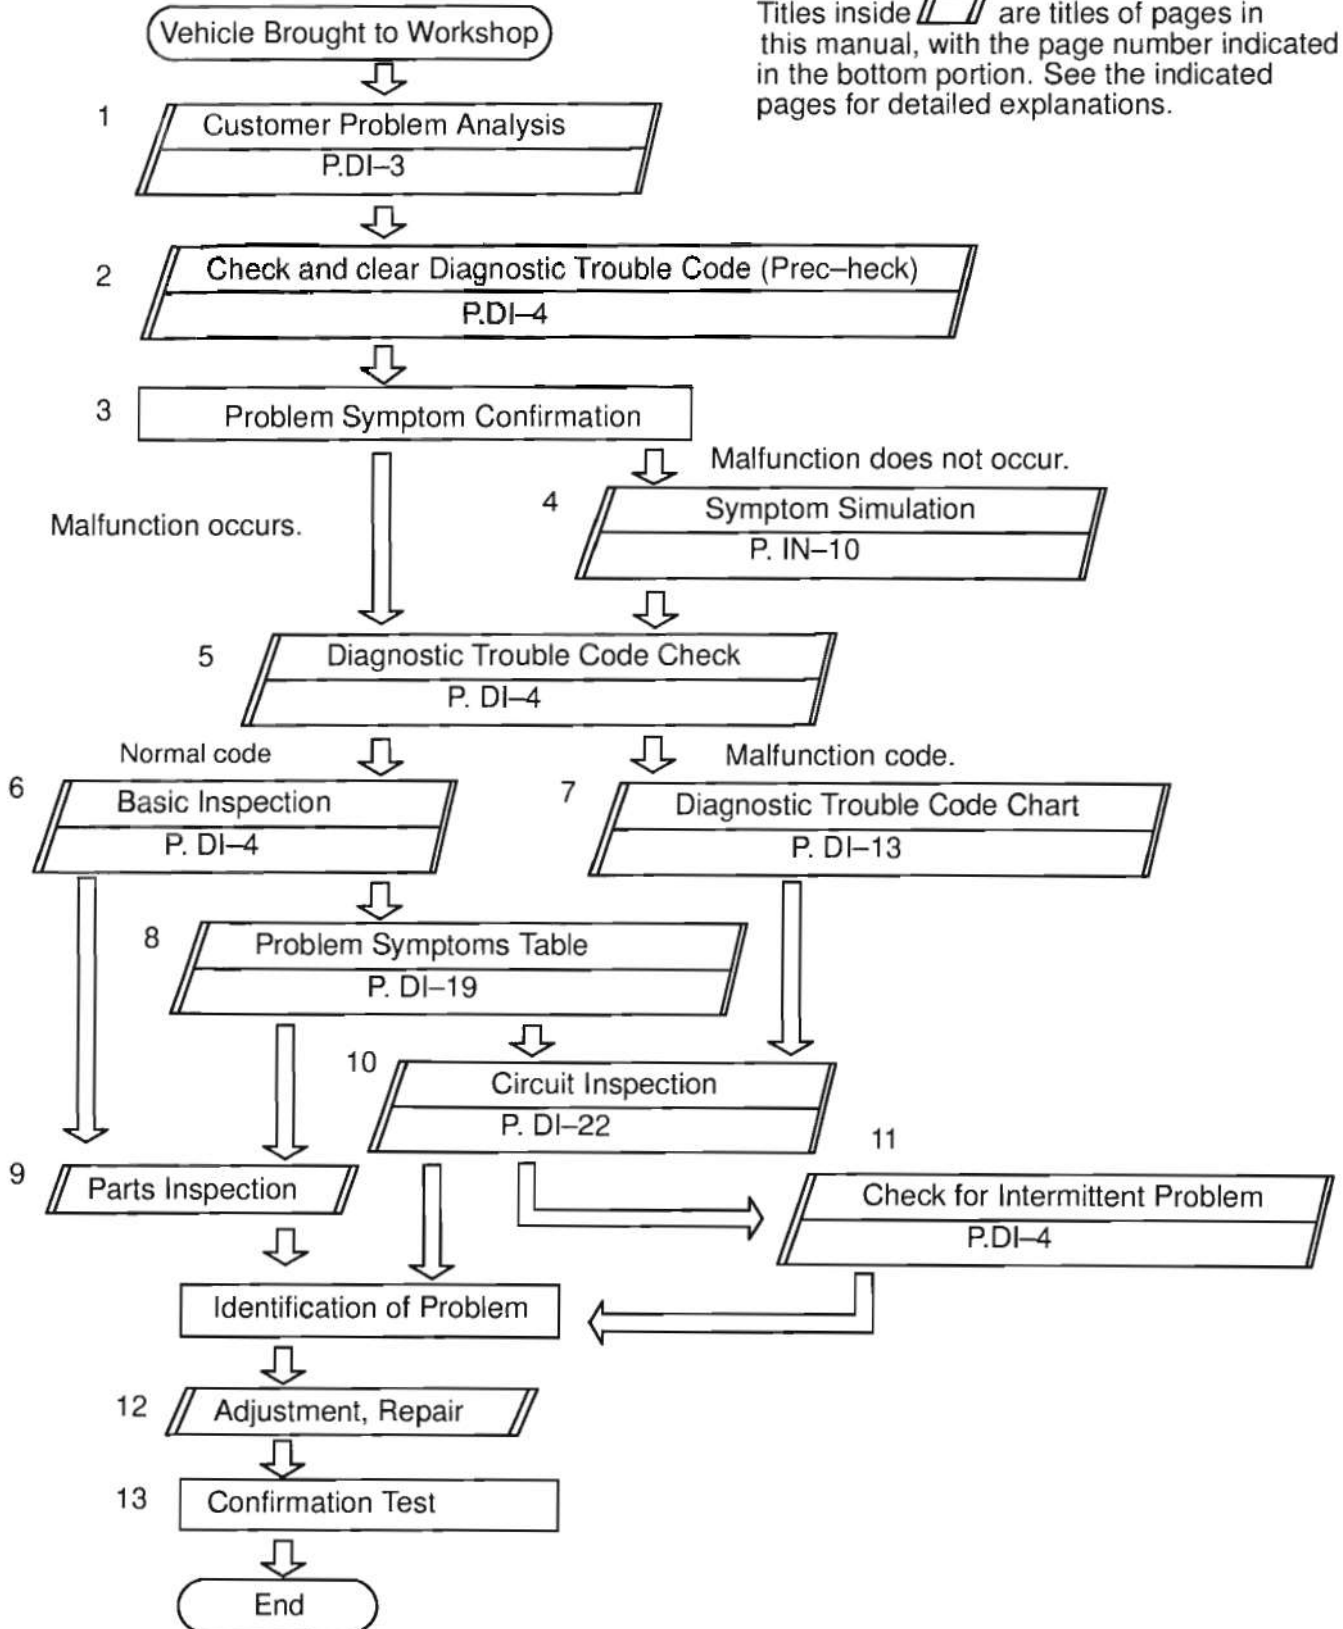 Vehicle Brought to Workshop
Titles inside are titles of pages in
this manual, with the page number indicated
in the bottom portion. See the indicated
pages for detailed explanations.
1
Customer Problem Analysis
P.DI–3
2
Check and clear Diagnostic Trouble Code (Prec–heck)
P.DI–4
3
Problem Symptom Confirmation
Malfunction does not occur.
Malfunction occurs.
4
Symptom Simulation
P. IN–10
5
Diagnostic Trouble Code Check
P. DI–4
Normal code
Malfunction code.
6
Basic Inspection
P. DI–4
7
Diagnostic Trouble Code Chart
P. DI–13
8
Problem Symptoms Table
P. DI–19
10
Circuit Inspection
P. DI–22
11
Check for Intermittent Problem
P.DI–4
9
Parts Inspection
Identification of Problem
12
Adjustment, Repair
13
Confirmation Test
End